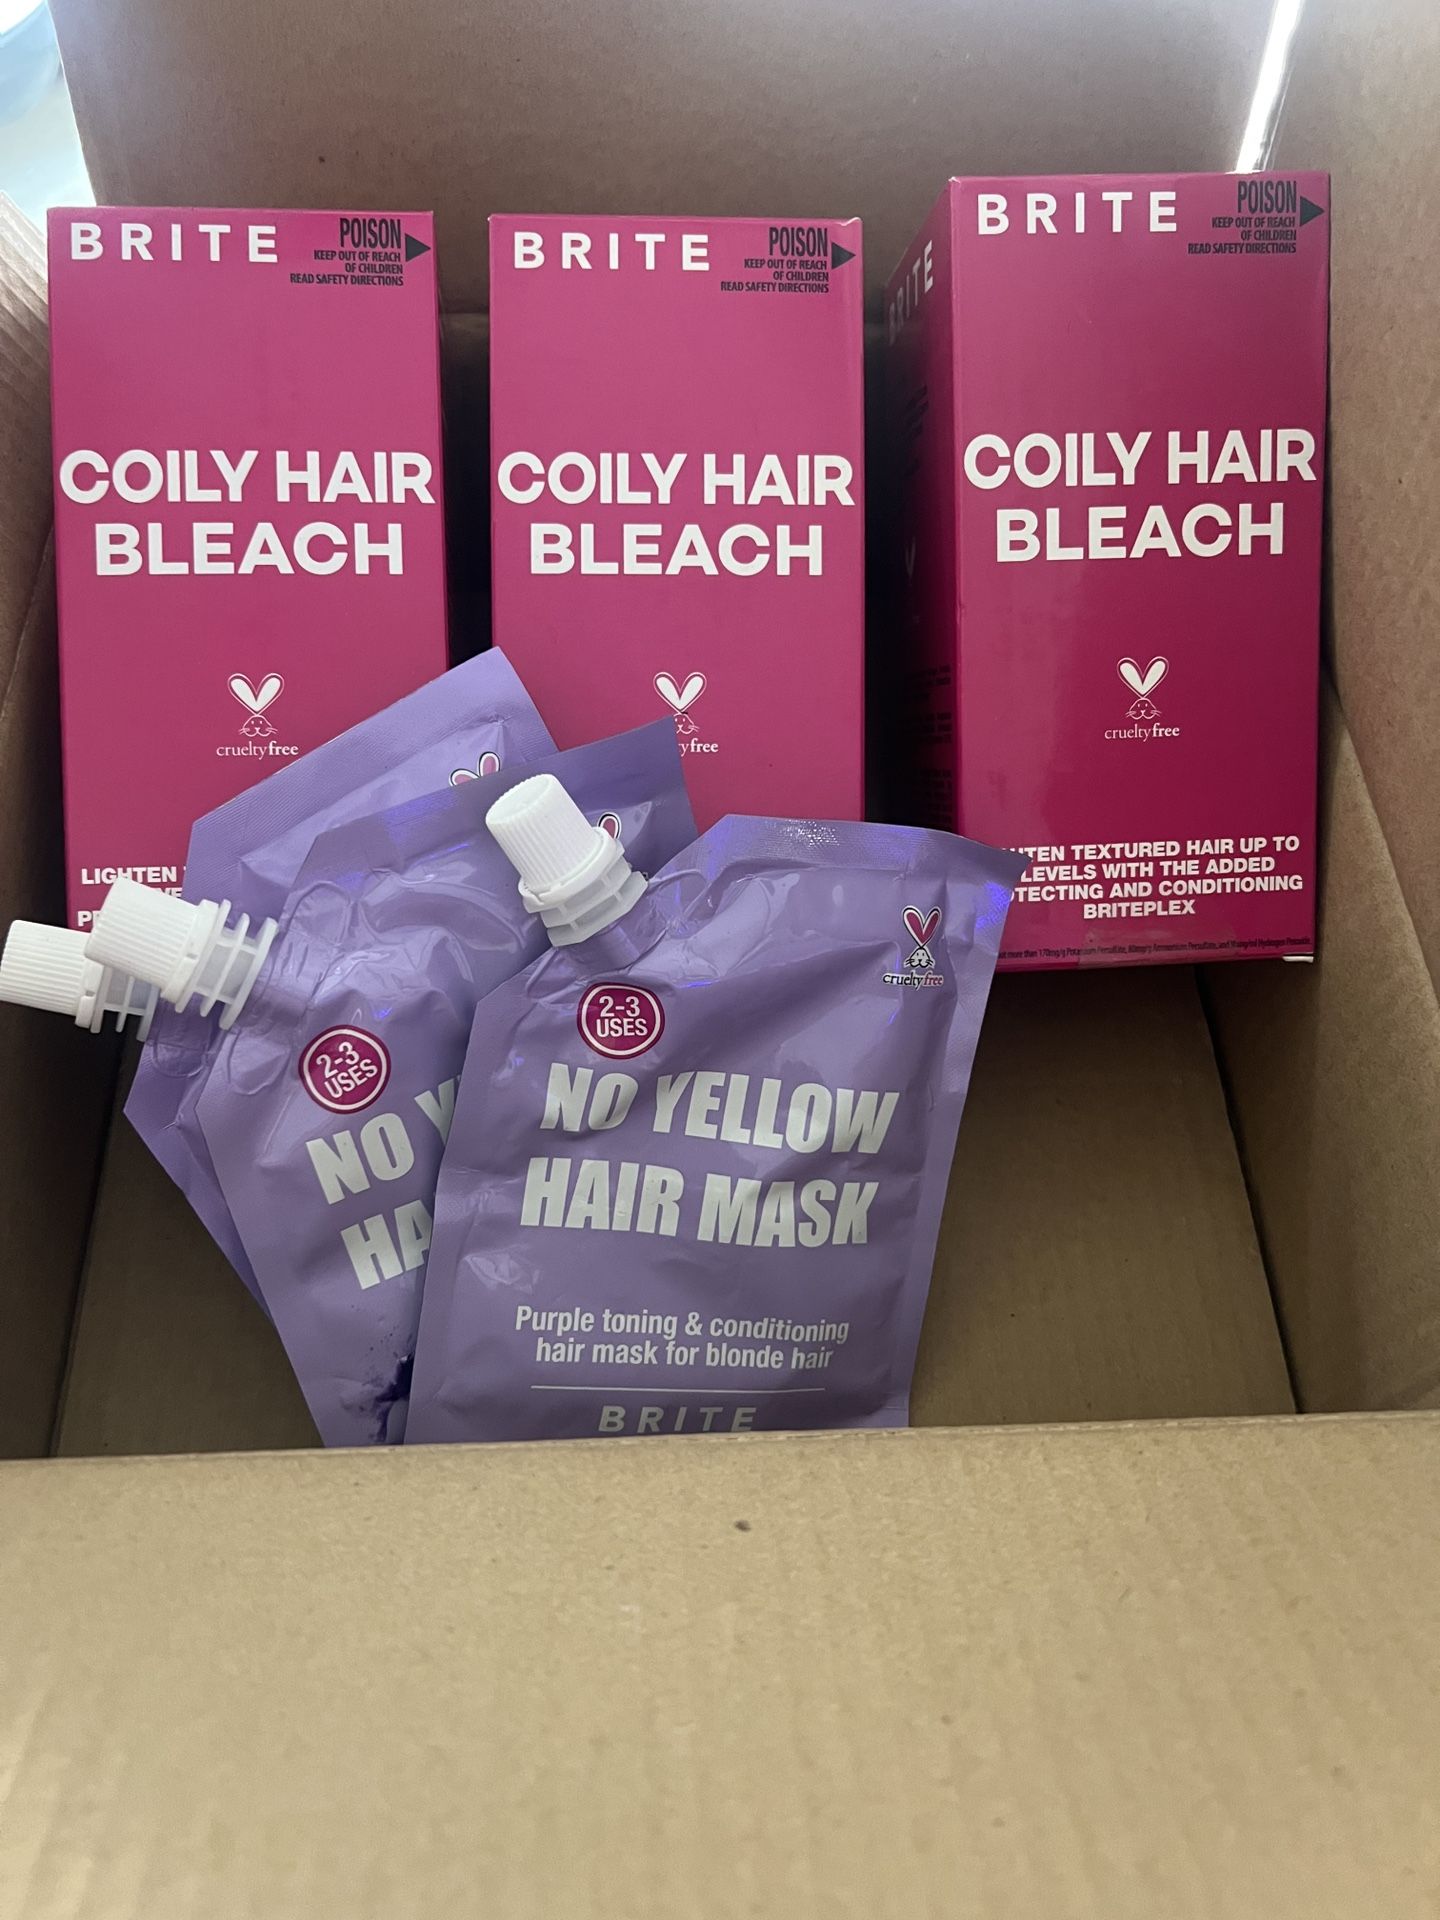 BRITE
POISON
KEEP OUT OF REACH
OF CHILDREN
READ SAFETY DIRECTIONS
COILY HAIR
BLEACH
crueltyfree
LIGHTEN
BRITE
POISON
KEEP OUT OF REACH
OF CHILDREN
READ SAFETY DIRECTIONS
COILY HAIR
BLEACH
free
BRITE
BRITE
POISON
KEEP OUT OF REACH
OF CHILDREN
READ SAFETY DIRECTIONS
COILY HAIR
BLEACH
crueltyfree
TEXTURED HAIR UP TO
LEVELS WITH THE ADDED
AND CONDITIONING
BRITEPLEX
2-3
USES
NO
HA
crueltyfree
2-3
USES
NO YELLOW
HAIR MASK
Purple toning & conditioning
hair mask for blonde hair
BRITE